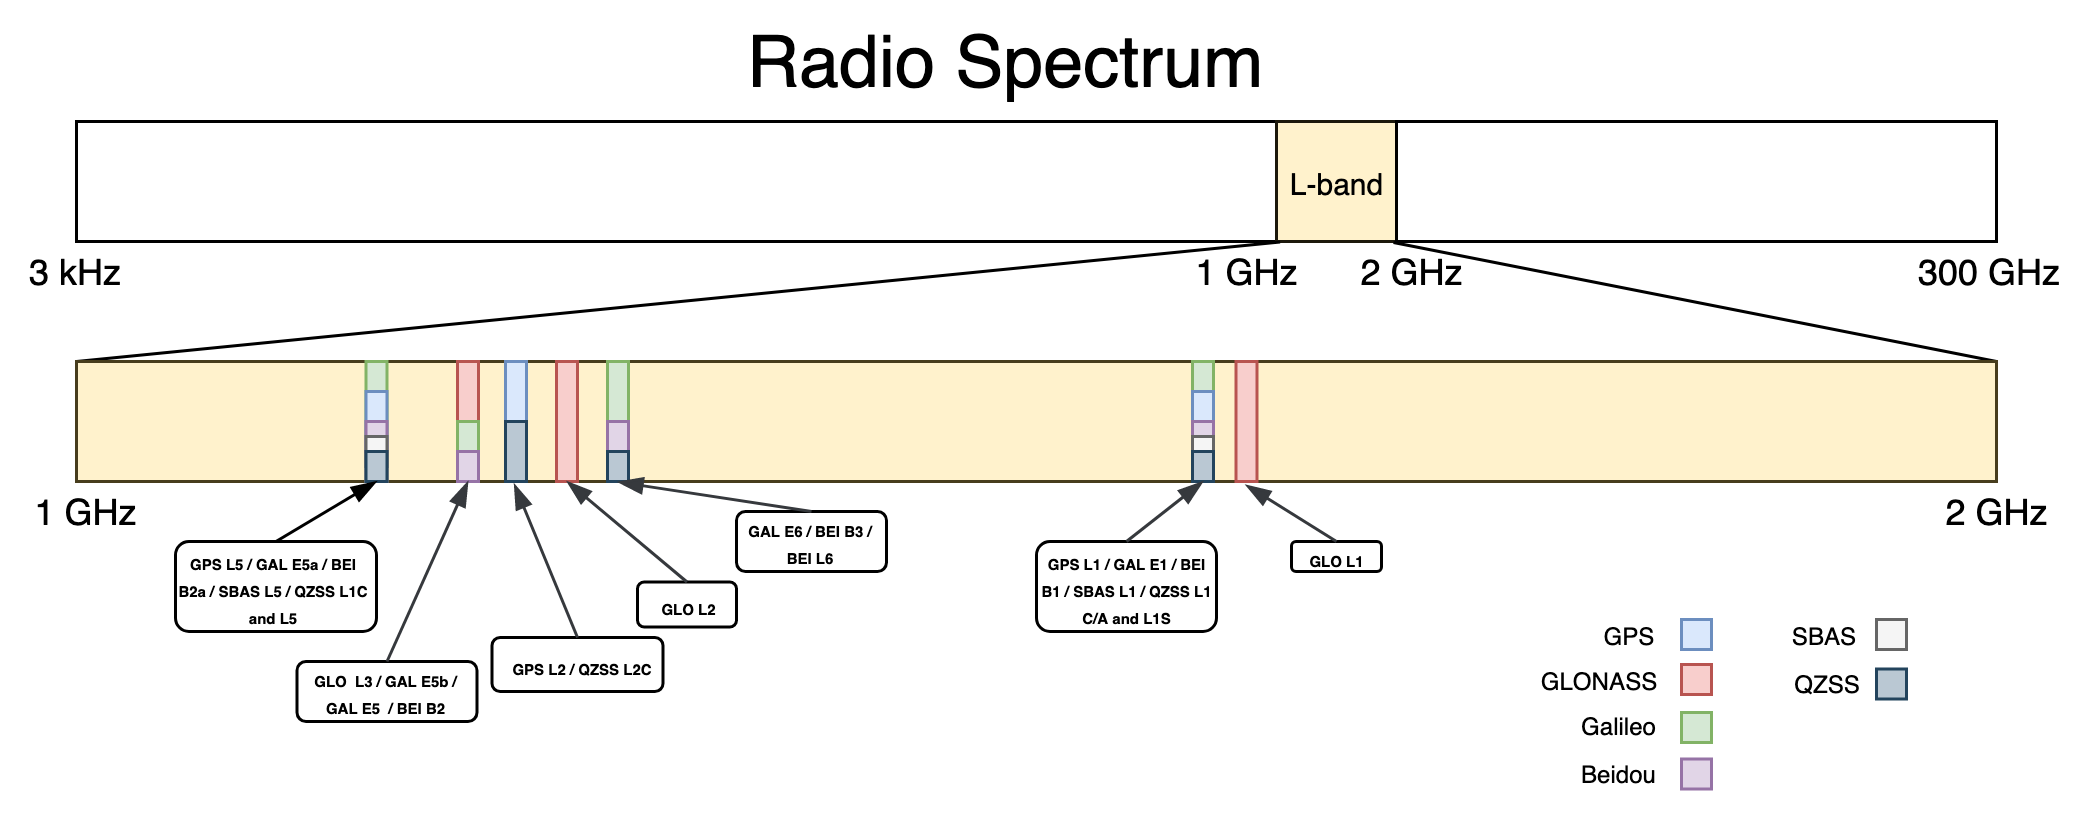 Radio Spectrum
L-band
3 kHz
1 GHz
2 GHz
300 GHz
1 GHz
2 GHz
GPS L5 / GAL E5a / BEI
B2a / SBAS L5 / QZSS L1C
and L5
GLO  L3 / GAL E5b /
GAL E5  / BEI B2
GPS L2 / QZSS L2C
GLO L2
GAL E6 / BEI B3 /
BEI L6
GPS L1 / GAL E1 / BEI
B1 / SBAS L1 / QZSS L1
C/A and L1S
GLO L1
GPS
GLONASS
Galileo
Beidou
SBAS
QZSS